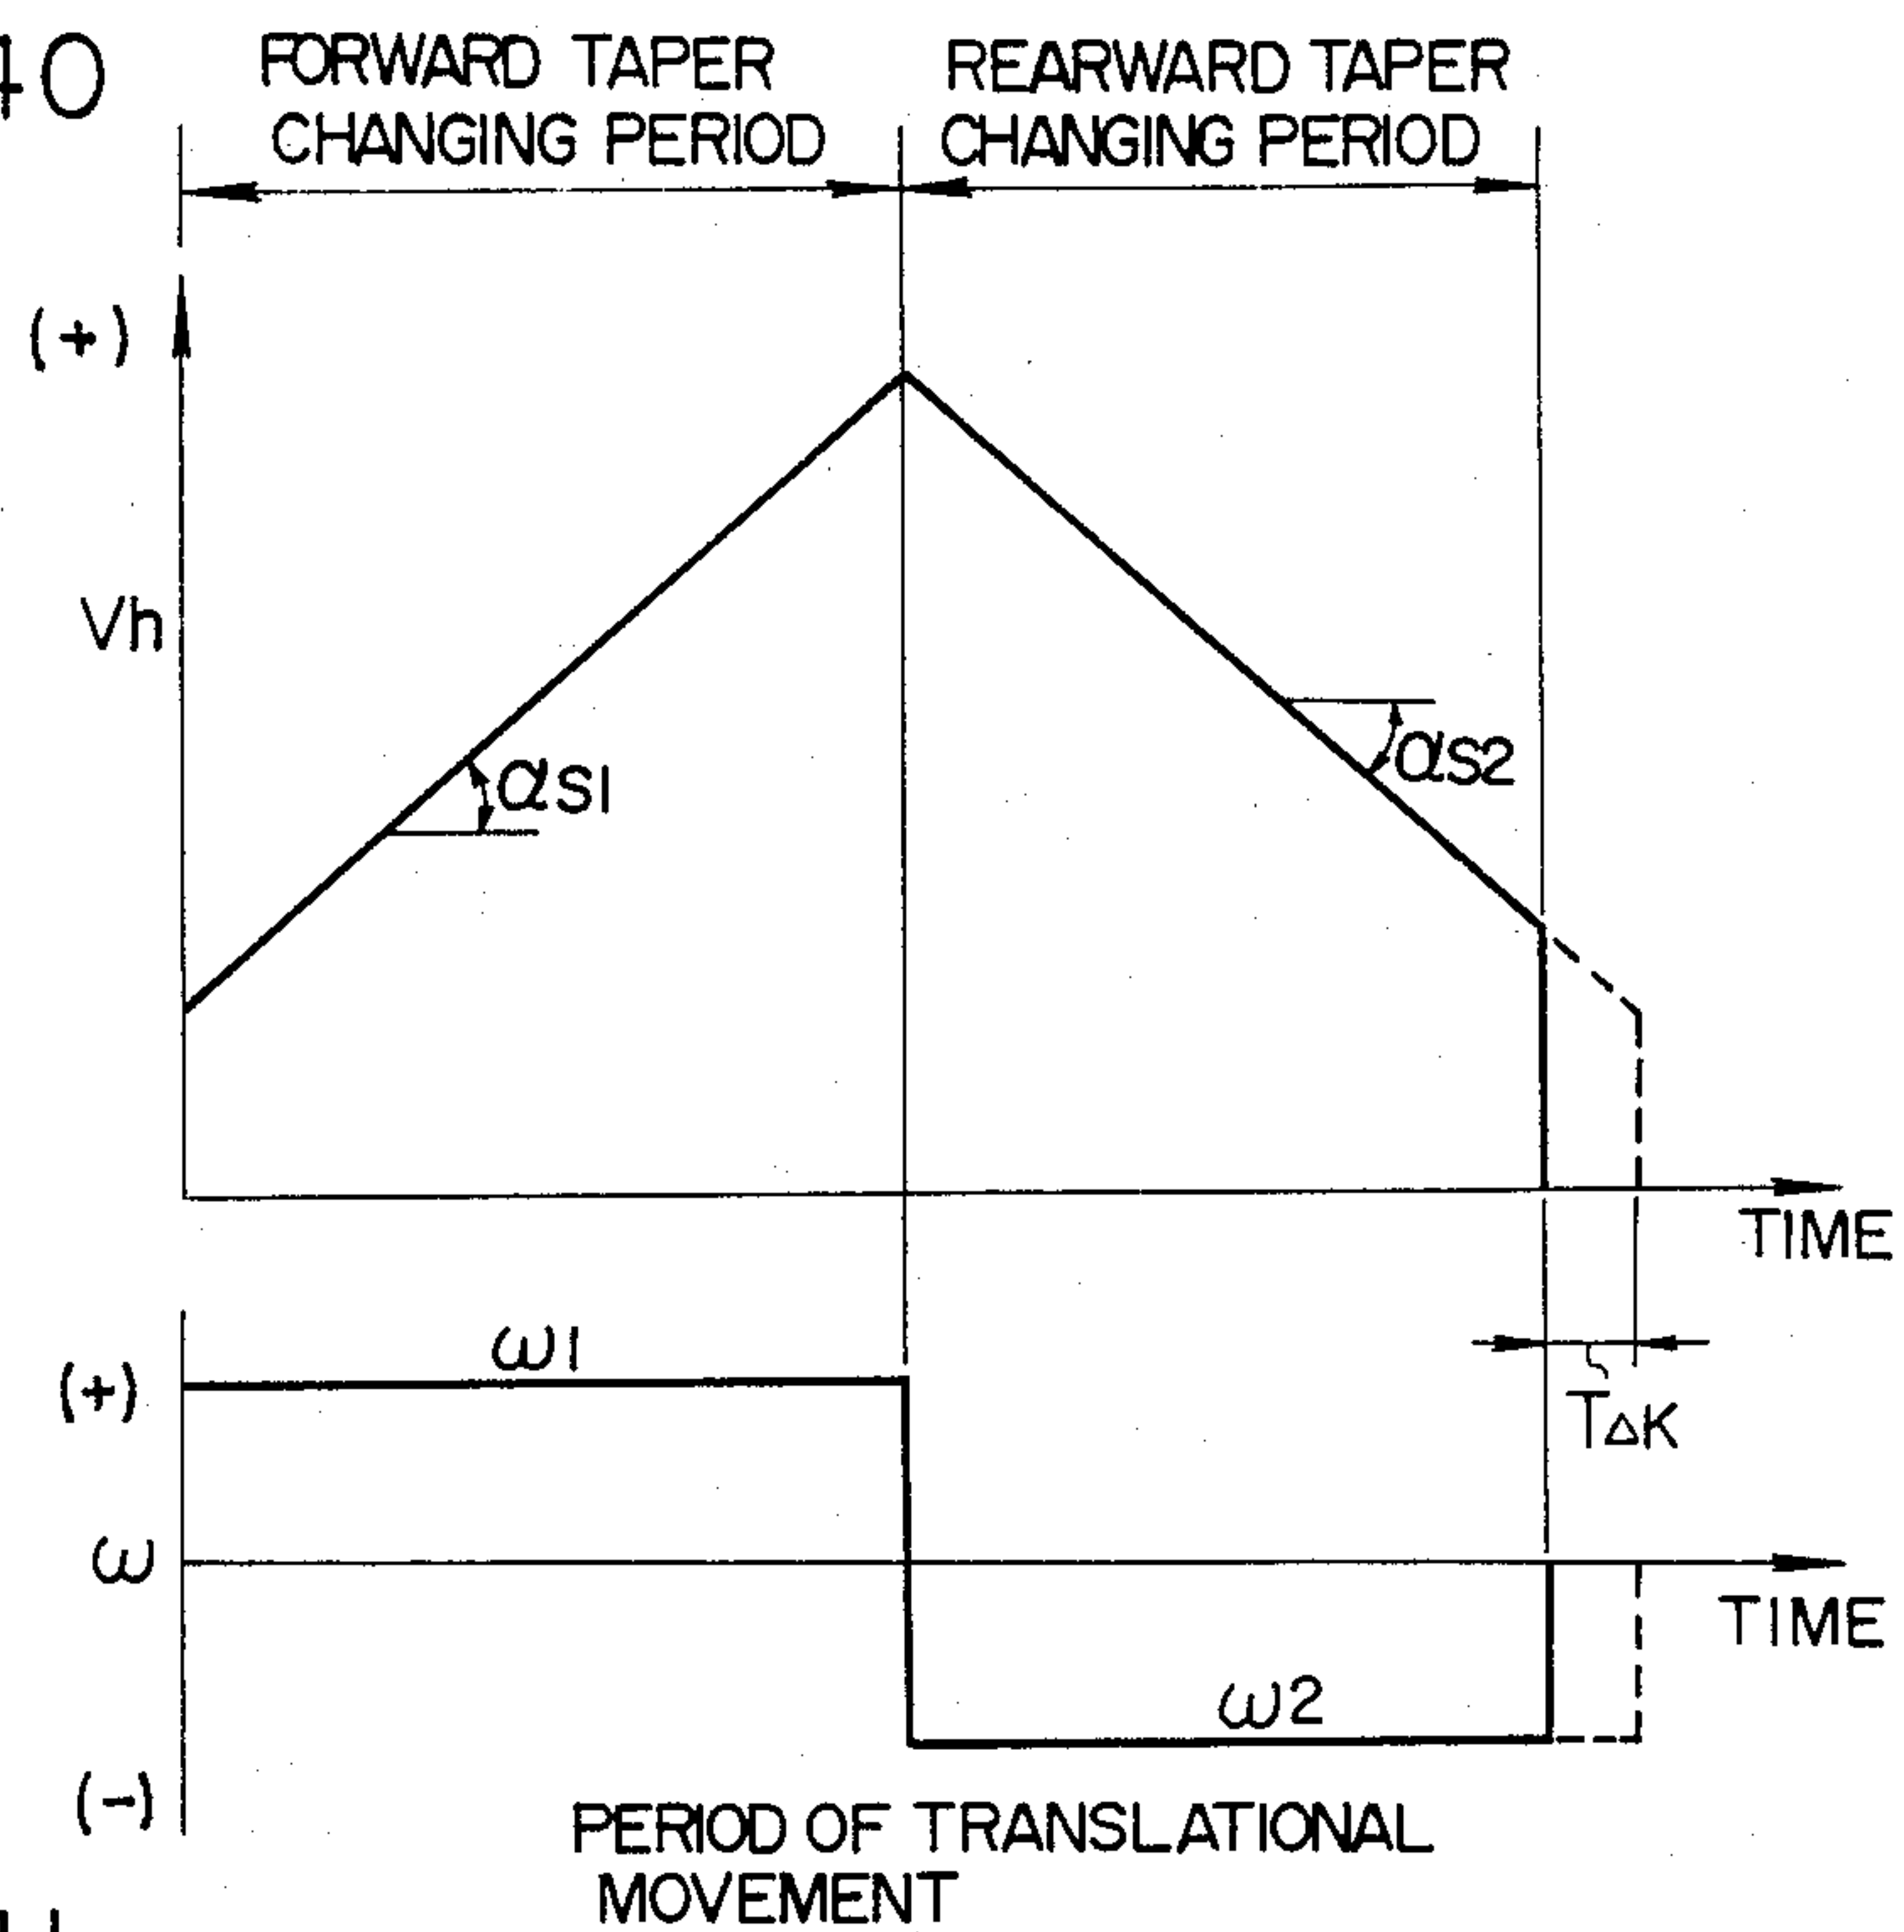 40
FORWARD TAPER
CHANGING PERIOD
REARWARD TAPER
CHANGING PERIOD
(+)
Vh
αS1
αS2
TIME
ω1
(+)
TΔK
ω
TIME
ω2
(-)
PERIOD OF TRANSLATIONAL
MOVEMENT